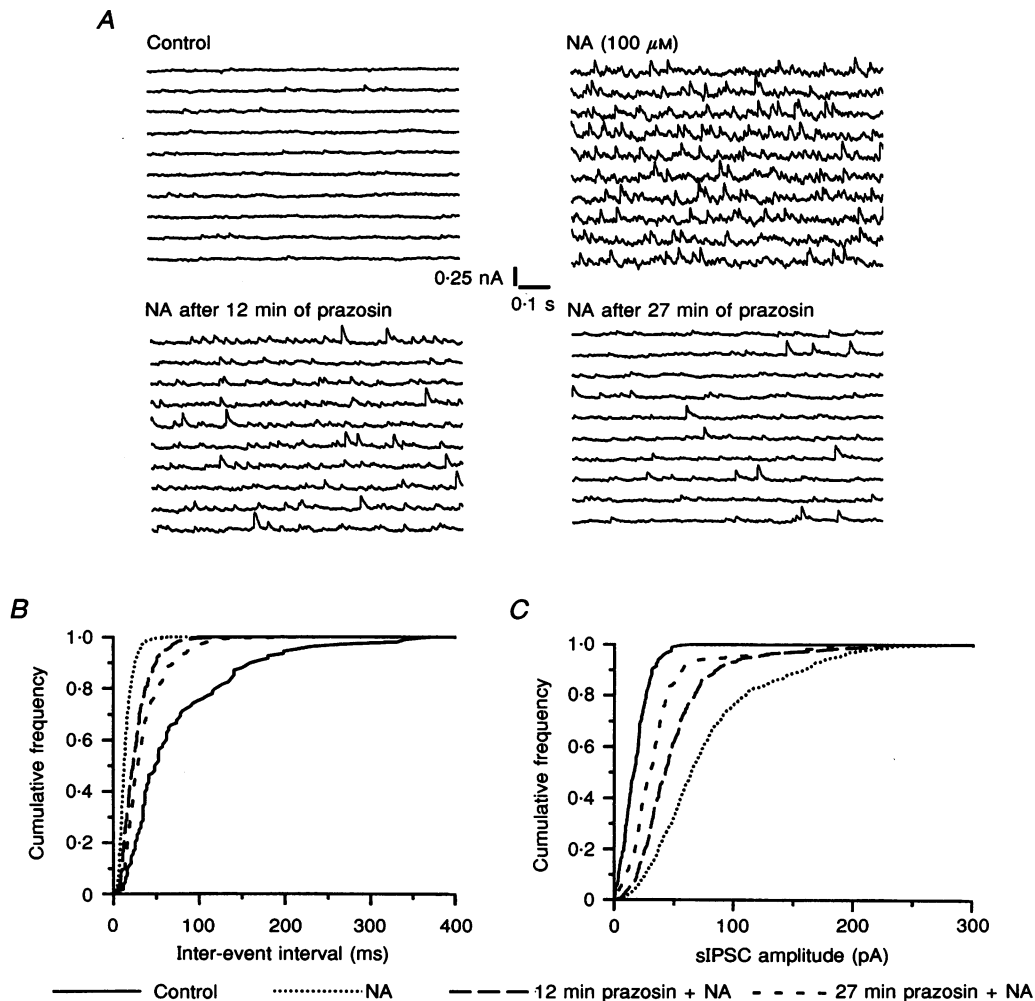 A
Control
NA (100 μM)
0·25 nA
0·1 s
NA after 12 min of prazosin
NA after 27 min of prazosin
B
C
1·0
0·8
0·6
0·4
0·2
0
Cumulative frequency
0 100 200 300 400
Inter-event interval (ms)
1·0
0·8
0·6
0·4
0·2
0
Cumulative frequency
0 100 200 300
sIPSC amplitude (pA)
Control NA 12 min prazosin + NA 27 min prazosin + NA